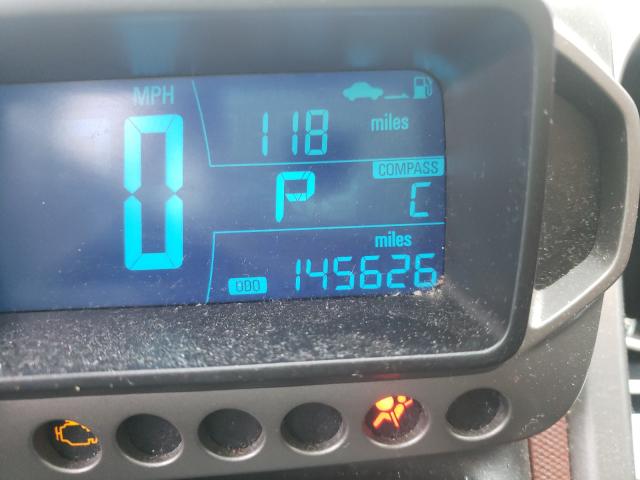 MPH
0
118
miles
COMPASS
P
C
miles
ODO
145626